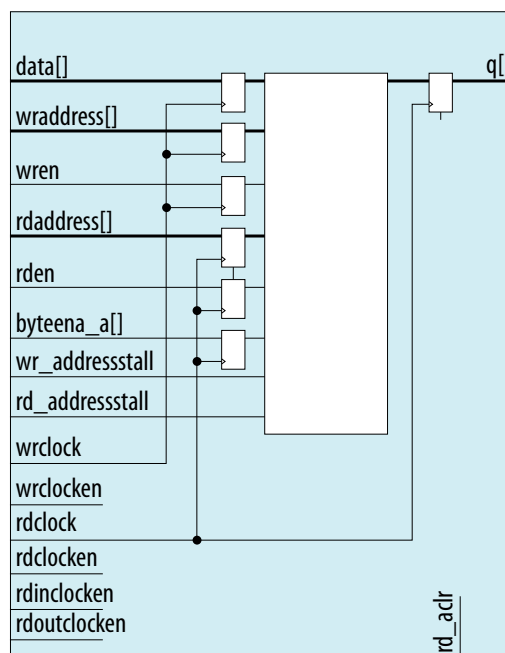 data[]
q[
wraddress[]
wren
rdaddress[]
rden
byteena_a[]
wr_addressstall
rd_addressstall
wrclock
wrclocken
rdclock
rdclocken
rdinclocken
rdoutclocken
rd_aclr